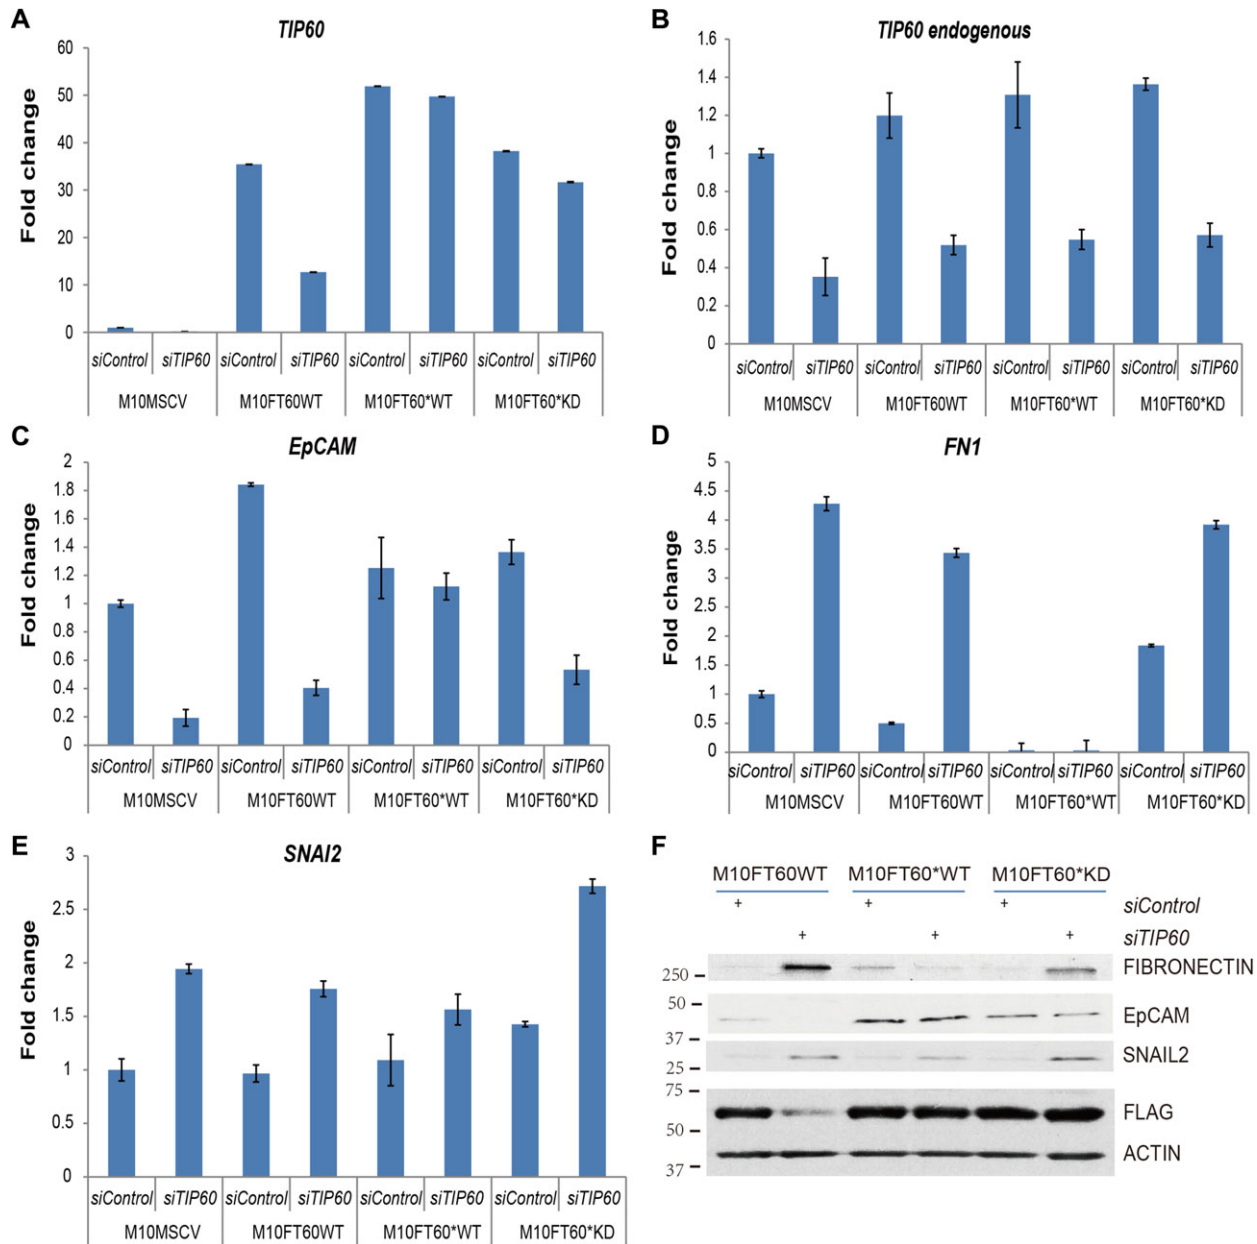 A
TIP60
60
50
40
30
20
10
0
Fold change
siControl siTIP60 siControl siTIP60 siControl siTIP60 siControl siTIP60
M10MSCV M10FT60WT M10FT60*WT M10FT60*KD
B
TIP60 endogenous
1.6
1.4
1.2
1
0.8
0.6
0.4
0.2
0
Fold change
siControl siTIP60 siControl siTIP60 siControl siTIP60 siControl siTIP60
M10MSCV M10FT60WT M10FT60*WT M10FT60*KD
C
EpCAM
2
1.8
1.6
1.4
1.2
1
0.8
0.6
0.4
0.2
0
Fold change
siControl siTIP60 siControl siTIP60 siControl siTIP60 siControl siTIP60
M10MSCV M10FT60WT M10FT60*WT M10FT60*KD
D
FN1
5
4.5
4
3.5
3
2.5
2
1.5
1
0.5
0
Fold change
siControl siTIP60 siControl siTIP60 siControl siTIP60 siControl siTIP60
M10MSCV M10FT60WT M10FT60*WT M10FT60*KD
E
SNAI2
3
2.5
2
1.5
1
0.5
0
Fold change
siControl siTIP60 siControl siTIP60 siControl siTIP60 siControl siTIP60
M10MSCV M10FT60WT M10FT60*WT M10FT60*KD
F
M10FT60WT M10FT60*WT M10FT60*KD
+ + + siControl
+ + + siTIP60
250 FIBRONECTIN
50
EpCAM
37
SNAIL2
25
75
FLAG
50
ACTIN
37